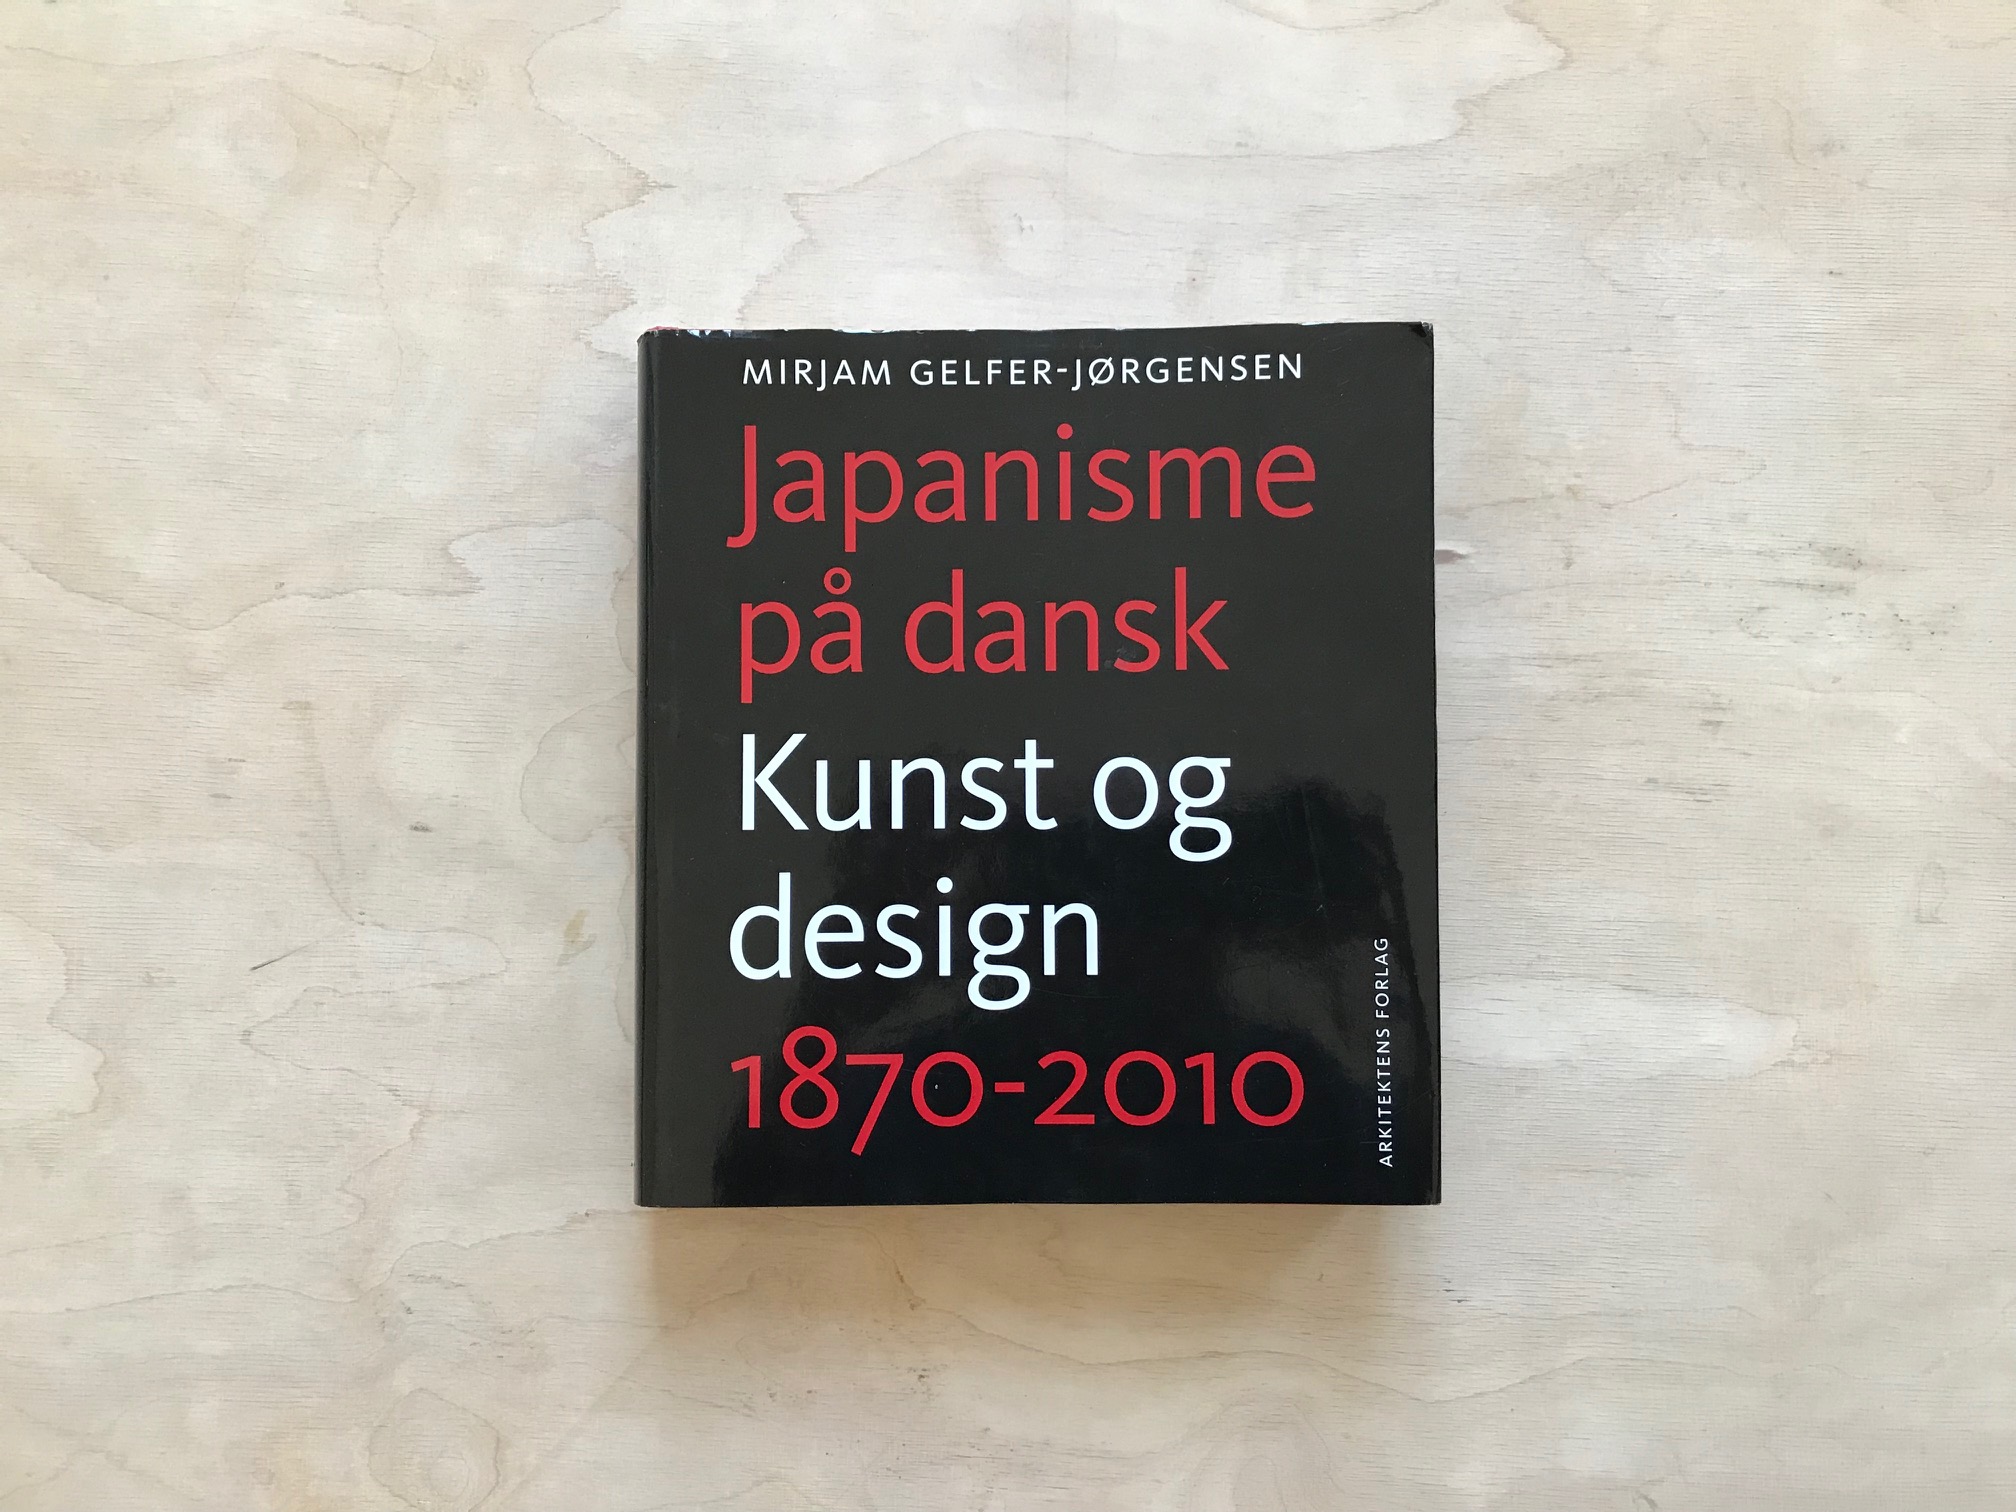 MIRJAM GELFER-JØRGENSEN
Japanisme
på dansk
Kunst og
design
1870-2010
ARKITEKTENS FORLAG